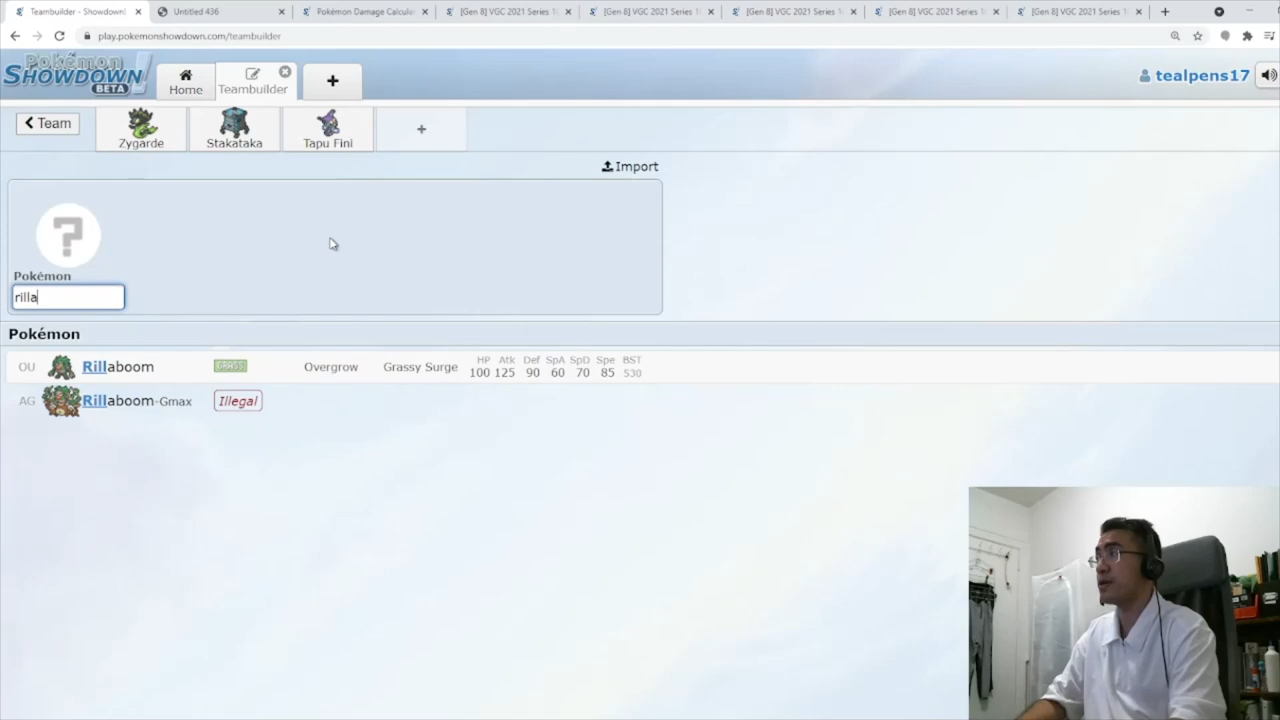 Teambuilder - Showdown!
Untitled 436
Pokémon Damage Calcula
[Gen 8] VGC 2021 Series 1
[Gen 8] VGC 2021 Series 1
[Gen 8] VGC 2021 Series 1
[Gen 8] VGC 2021 Series 1
[Gen 8] VGC 2021 Series 1
play.pokemonshowdown.com/teambuilder
Pokémon
SHOWDOWN!
BETA
Home
Teambuilder
tealpens17
Team
Zygarde
Stakataka
Tapu Fini
Import
Pokémon
rilla
Pokémon
OU Rillaboom GRASS Overgrow Grassy Surge HP 100 Atk 125 Def 90 SpA 60 SpD 70 Spe 85 BST 530
AG Rillaboom-Gmax Illegal